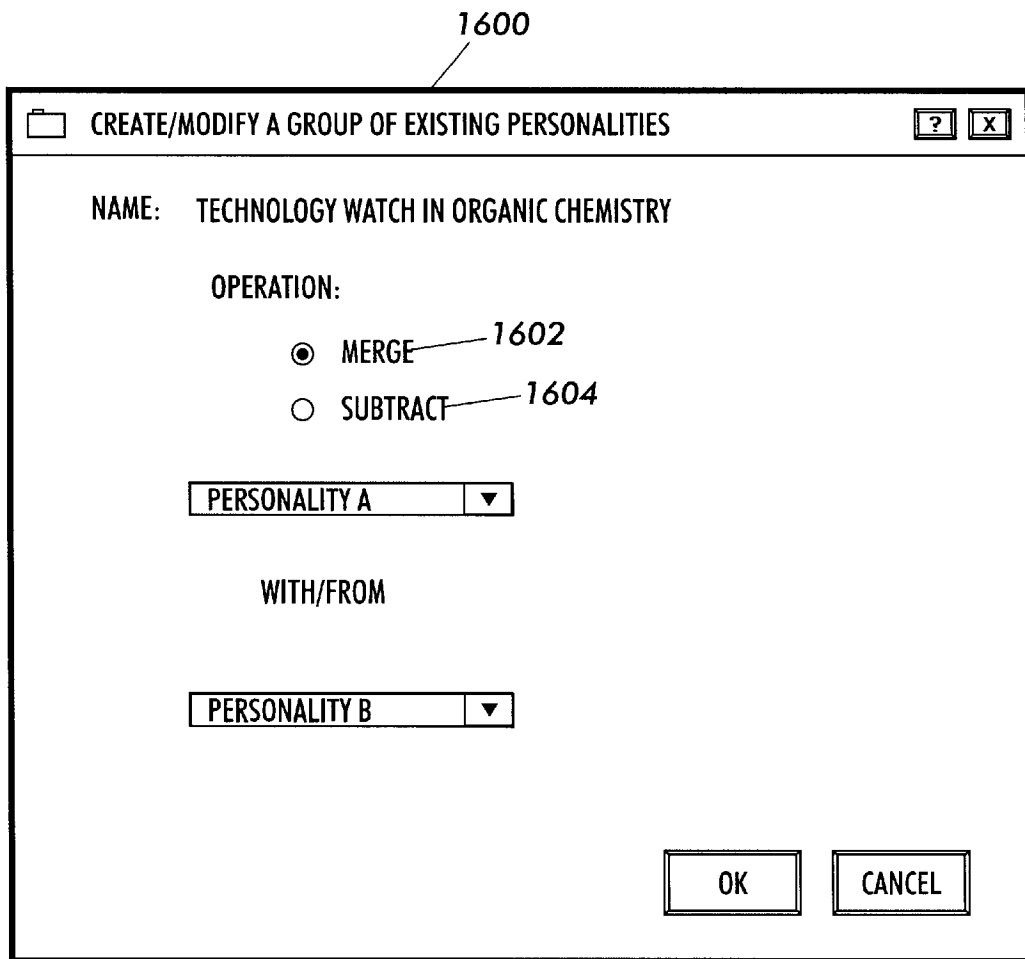 1600
CREATE/MODIFY A GROUP OF EXISTING PERSONALITIES ? X
NAME: TECHNOLOGY WATCH IN ORGANIC CHEMISTRY
OPERATION:
MERGE 1602
SUBTRACT 1604
PERSONALITY A
WITH/FROM
PERSONALITY B
OK CANCEL